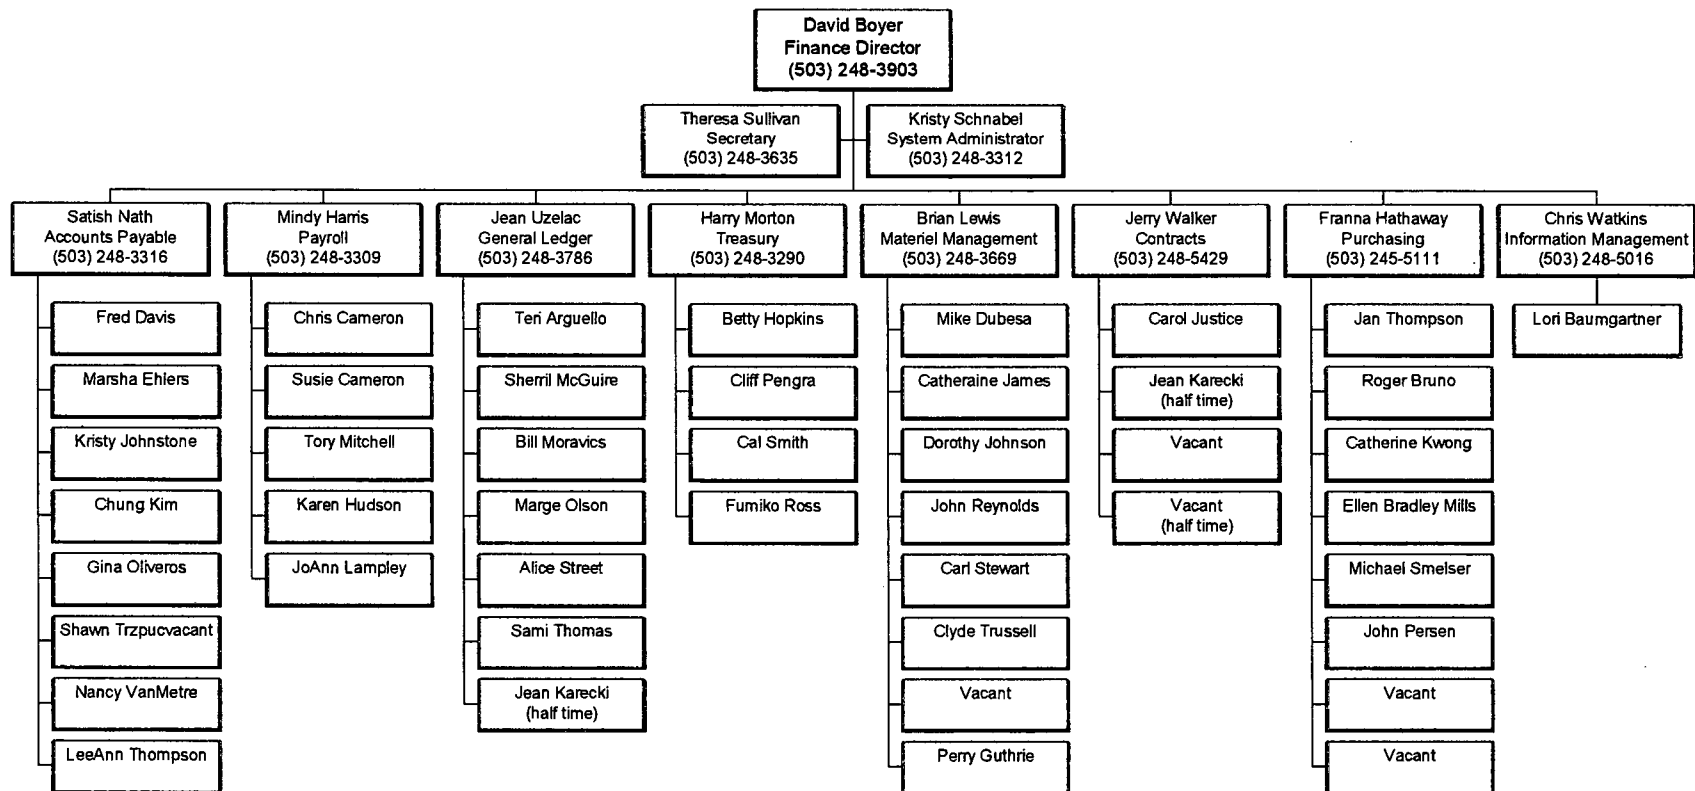 David Boyer
Finance Director
(503) 248-3903
Theresa Sullivan
Secretary
(503) 248-3635
Kristy Schnabel
System Administrator
(503) 248-3312
Satish Nath
Accounts Payable
(503) 248-3316
Fred Davis
Marsha Ehlers
Kristy Johnstone
Chung Kim
Gina Oliveros
Shawn Trzpucvacant
Nancy VanMetre
LeeAnn Thompson
Mindy Harris
Payroll
(503) 248-3309
Chris Cameron
Susie Cameron
Tory Mitchell
Karen Hudson
JoAnn Lampley
Jean Uzelac
General Ledger
(503) 248-3786
Teri Arguello
Sherril McGuire
Bill Moravics
Marge Olson
Alice Street
Sami Thomas
Jean Karecki
(half time)
Harry Morton
Treasury
(503) 248-3290
Betty Hopkins
Cliff Pengra
Cal Smith
Fumiko Ross
Brian Lewis
Materiel Management
(503) 248-3669
Mike Dubesa
Catheraine James
Dorothy Johnson
John Reynolds
Carl Stewart
Clyde Trussell
Vacant
Perry Guthrie
Jerry Walker
Contracts
(503) 248-5429
Carol Justice
Jean Karecki
(half time)
Vacant
Vacant
(half time)
Franna Hathaway
Purchasing
(503) 245-5111
Jan Thompson
Roger Bruno
Catherine Kwong
Ellen Bradley Mills
Michael Smelser
John Persen
Vacant
Vacant
Chris Watkins
Information Management
(503) 248-5016
Lori Baumgartner